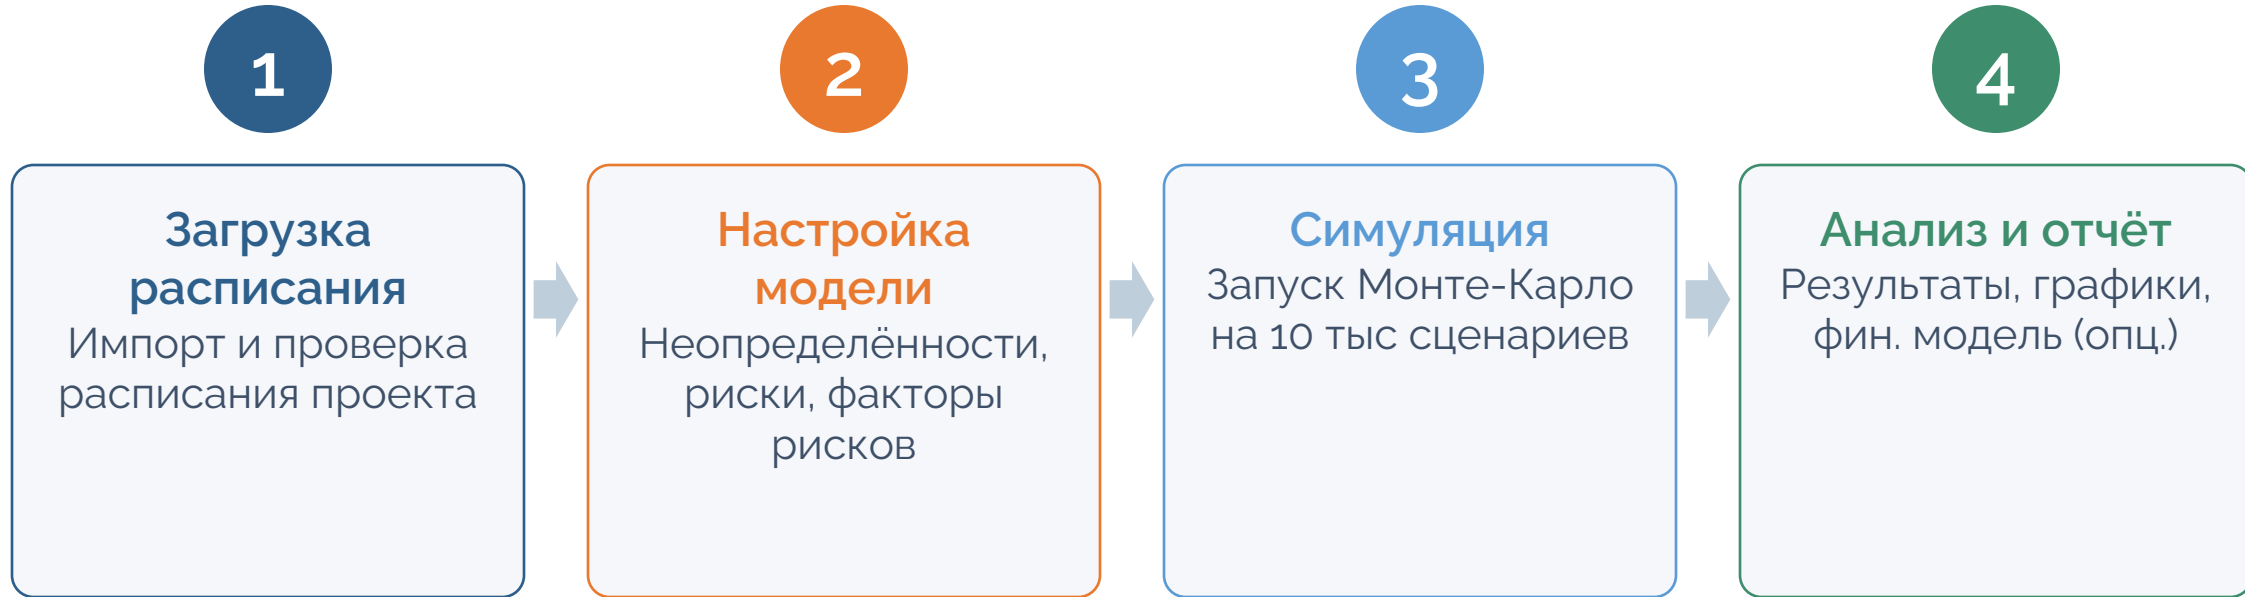 1
2
3
4
Загрузка
расписания
Импорт и проверка
расписания проекта
Настройка
модели
Неопределённости,
риски, факторы
рисков
Симуляция
Запуск Монте-Карло
на 10 тыс сценариев
Анализ и отчёт
Результаты, графики,
фин. модель (опц.)